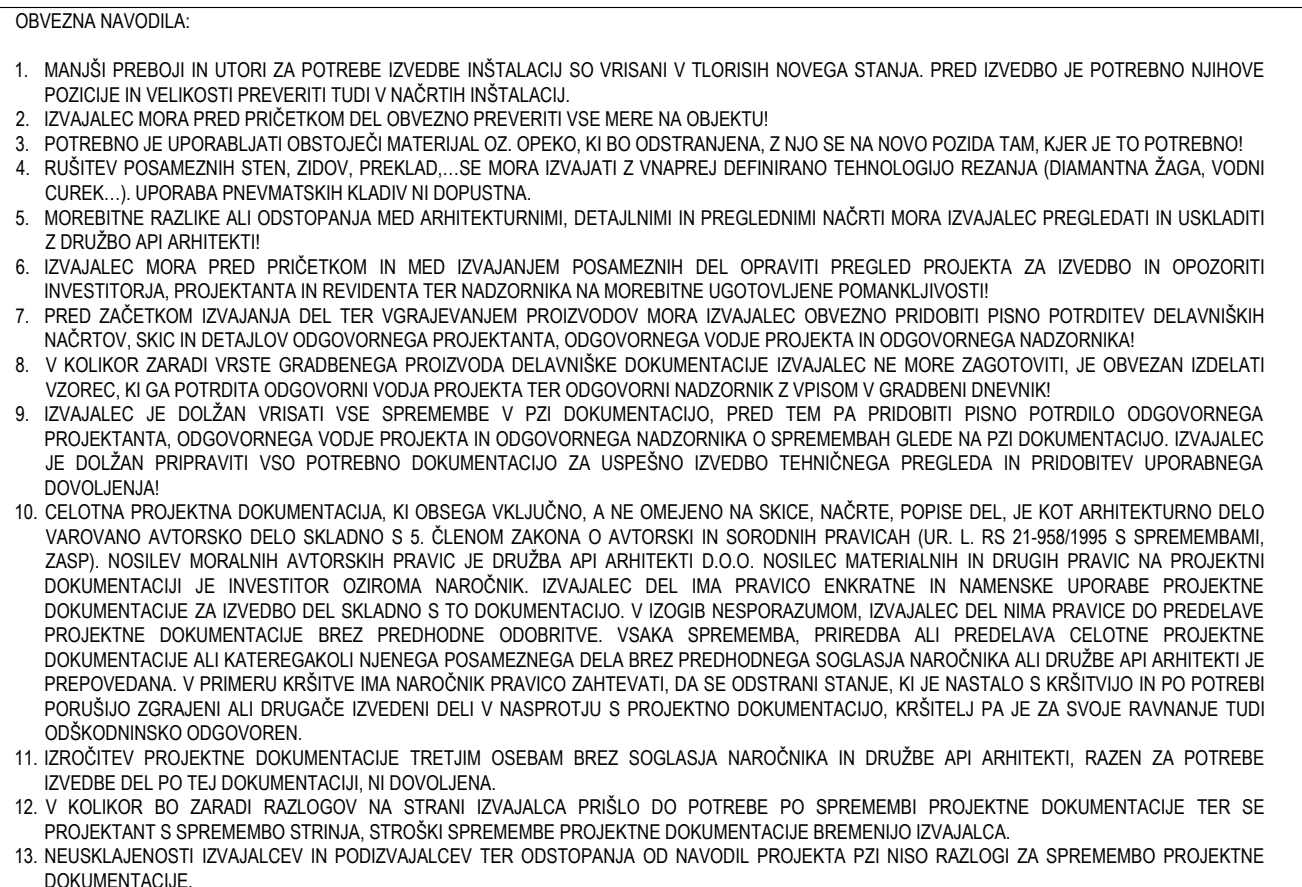 OBVEZNA NAVODILA:
1. MANJŠI PREBOJI IN UTORI ZA POTREBE IZVEDBE INŠTALACIJ SO VRISANI V TLORISIH NOVEGA STANJA. PRED IZVEDBO JE POTREBNO NJIHOVE
POZICIJE IN VELIKOSTI PREVERITI TUDI V NAČRTIH INŠTALACIJ.
2. IZVAJALEC MORA PRED PRIČETKOM DEL OBVEZNO PREVERITI VSE MERE NA OBJEKTU!
3. POTREBNO JE UPORABLJATI OBSTOJEČI MATERIJAL OZ. OPEKO, KI BO ODSTRANJENA, Z NJO SE NA NOVO POZIDA TAM, KJER JE TO POTREBNO!
4. RUŠITEV POSAMEZNIH STEN, ZIDOV, PREKLAD,…SE MORA IZVAJATI Z VNAPREJ DEFINIRANO TEHNOLOGIJO REZANJA (DIAMANTNA ŽAGA, VODNI
CUREK…). UPORABA PNEVMATSKIH KLADIV NI DOPUSTNA.
5. MOREBITNE RAZLIKE ALI ODSTOPANJA MED ARHITEKTURNIMI, DETAJLNIMI IN PREGLEDNIMI NAČRTI MORA IZVAJALEC PREGLEDATI IN USKLADITI
Z DRUŽBO API ARHITEKTI!
6. IZVAJALEC MORA PRED PRIČETKOM IN MED IZVAJANJEM POSAMEZNIH DEL OPRAVITI PREGLED PROJEKTA ZA IZVEDBO IN OPOZORITI
INVESTITORJA, PROJEKTANTA IN REVIDENTA TER NADZORNIKA NA MOREBITNE UGOTOVLJENE POMANKLJIVOSTI!
7. PRED ZAČETKOM IZVAJANJA DEL TER VGRAJEVANJEM PROIZVODOV MORA IZVAJALEC OBVEZNO PRIDOBITI PISNO POTRDITEV DELAVNIŠKIH
NAČRTOV, SKIC IN DETAJLOV ODGOVORNEGA PROJEKTANTA, ODGOVORNEGA VODJE PROJEKTA IN ODGOVORNEGA NADZORNIKA!
8. V KOLIKOR ZARADI VRSTE GRADBENEGA PROIZVODA DELAVNIŠKE DOKUMENTACIJE IZVAJALEC NE MORE ZAGOTOVITI, JE OBVEZAN IZDELATI
VZOREC, KI GA POTRDITA ODGOVORNI VODJA PROJEKTA TER ODGOVORNI NADZORNIK Z VPISOM V GRADBENI DNEVNIK!
9. IZVAJALEC JE DOLŽAN VRISATI VSE SPREMEMBE V PZI DOKUMENTACIJO, PRED TEM PA PRIDOBITI PISNO POTRDILO ODGOVORNEGA
PROJEKTANTA, ODGOVORNEGA VODJE PROJEKTA IN ODGOVORNEGA NADZORNIKA O SPREMEMBAH GLEDE NA PZI DOKUMENTACIJO. IZVAJALEC
JE DOLŽAN PRIPRAVITI VSO POTREBNO DOKUMENTACIJO ZA USPEŠNO IZVEDBO TEHNIČNEGA PREGLEDA IN PRIDOBITEV UPORABNEGA
DOVOLJENJA!
10. CELOTNA PROJEKTNA DOKUMENTACIJA, KI OBSEGA VKLJUČNO, A NE OMEJENO NA SKICE, NAČRTE, POPISE DEL, JE KOT ARHITEKTURNO DELO
VAROVANO AVTORSKO DELO SKLADNO S 5. ČLENOM ZAKONA O AVTORSKI IN SORODNIH PRAVICAH (UR. L. RS 21-958/1995 S SPREMEMBAMI,
ZASP). NOSILEV MORALNIH AVTORSKIH PRAVIC JE DRUŽBA API ARHITEKTI D.O.O. NOSILEC MATERIALNIH IN DRUGIH PRAVIC NA PROJEKTNI
DOKUMENTACIJI JE INVESTITOR OZIROMA NAROČNIK. IZVAJALEC DEL IMA PRAVICO ENKRATNE IN NAMENSKE UPORABE PROJEKTNE
DOKUMENTACIJE ZA IZVEDBO DEL SKLADNO S TO DOKUMENTACIJO. V IZOGIB NESPORAZUMOM, IZVAJALEC DEL NIMA PRAVICE DO PREDELAVE
PROJEKTNE DOKUMENTACIJE BREZ PREDHODNE ODOBRITVE. VSAKA SPREMEMBA, PRIREDBA ALI PREDELAVA CELOTNE PROJEKTNE
DOKUMENTACIJE ALI KATEREGAKOLI NJENEGA POSAMEZNEGA DELA BREZ PREDHODNEGA SOGLASJA NAROČNIKA ALI DRUŽBE API ARHITEKTI JE
PREPOVEDANA. V PRIMERU KRŠITVE IMA NAROČNIK PRAVICO ZAHTEVATI, DA SE ODSTRANI STANJE, KI JE NASTALO S KRŠITVIJO IN PO POTREBI
PORUŠIJO ZGRAJENI ALI DRUGAČE IZVEDENI DELI V NASPROTJU S PROJEKTNO DOKUMENTACIJO, KRŠITELJ PA JE ZA SVOJE RAVNANJE TUDI
ODŠKODNINSKO ODGOVOREN.
11. IZROČITEV PROJEKTNE DOKUMENTACIJE TRETJIM OSEBAM BREZ SOGLASJA NAROČNIKA IN DRUŽBE API ARHITEKTI, RAZEN ZA POTREBE
IZVEDBE DEL PO TEJ DOKUMENTACIJI, NI DOVOLJENA.
12. V KOLIKOR BO ZARADI RAZLOGOV NA STRANI IZVAJALCA PRIŠLO DO POTREBE PO SPREMEMBI PROJEKTNE DOKUMENTACIJE TER SE
PROJEKTANT S SPREMEMBO STRINJA, STROŠKI SPREMEMBE PROJEKTNE DOKUMENTACIJE BREMENIJO IZVAJALCA.
13. NEUSKLAJENOSTI IZVAJALCEV IN PODIZVAJALCEV TER ODSTOPANJA OD NAVODIL PROJEKTA PZI NISO RAZLOGI ZA SPREMEMBO PROJEKTNE
DOKUMENTACIJE.